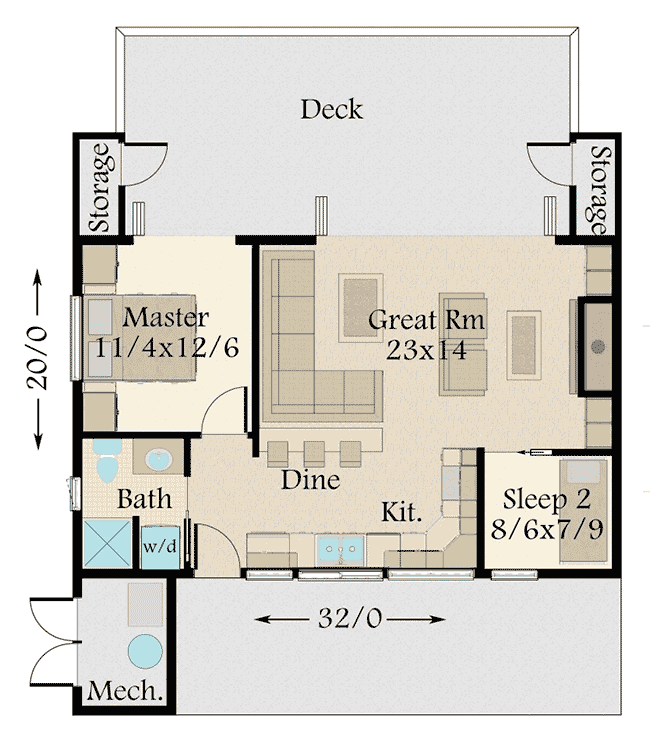 Deck
Storage
Storage
Master
11/4x12/6
Great Rm
23x14
20/0
Dine
Bath
Kit.
Sleep 2
8/6x7/9
w/d
32/0
Mech.